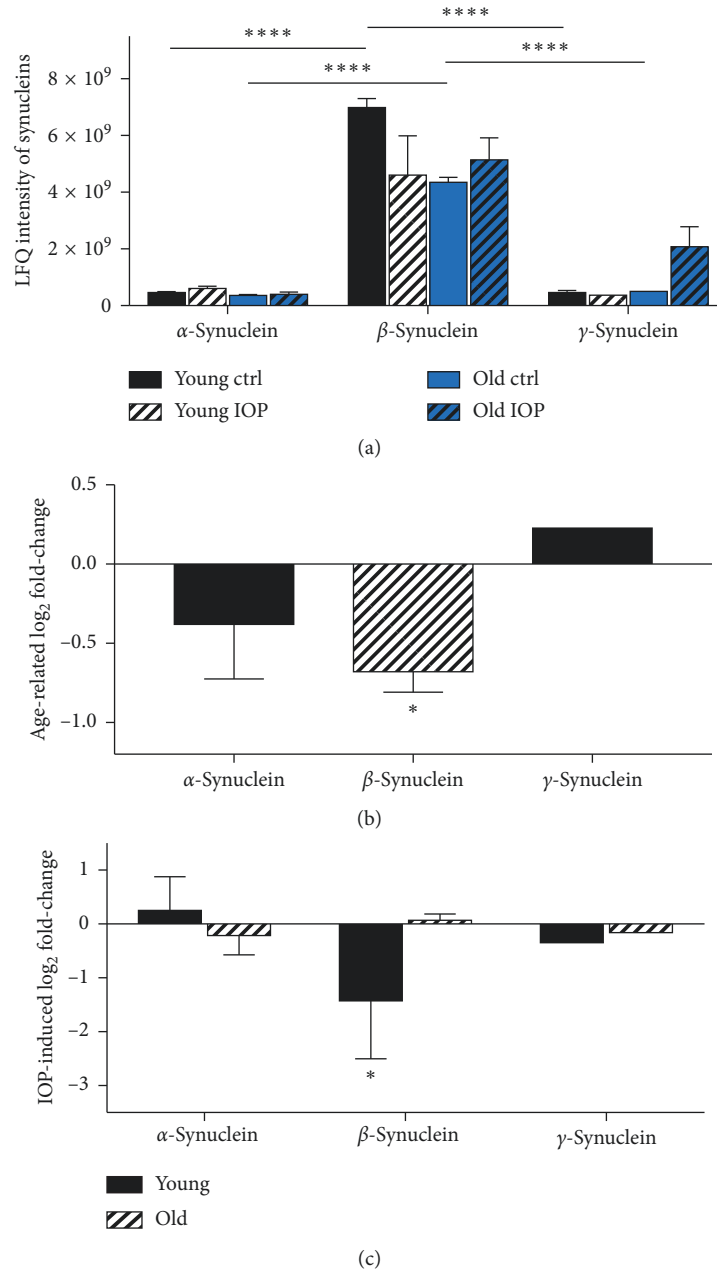 ****
****
****
****
LFQ intensity of synucleins
8 × 10⁹
6 × 10⁹
4 × 10⁹
2 × 10⁹
0
α-Synuclein β-Synuclein γ-Synuclein
Young ctrl Old ctrl
Young IOP Old IOP
(a)
Age-related log₂ fold-change
0.5
0.0
–0.5
–1.0
*
α-Synuclein β-Synuclein γ-Synuclein
(b)
IOP-induced log₂ fold-change
1
0
–1
–2
–3
*
α-Synuclein β-Synuclein γ-Synuclein
Young
Old
(c)